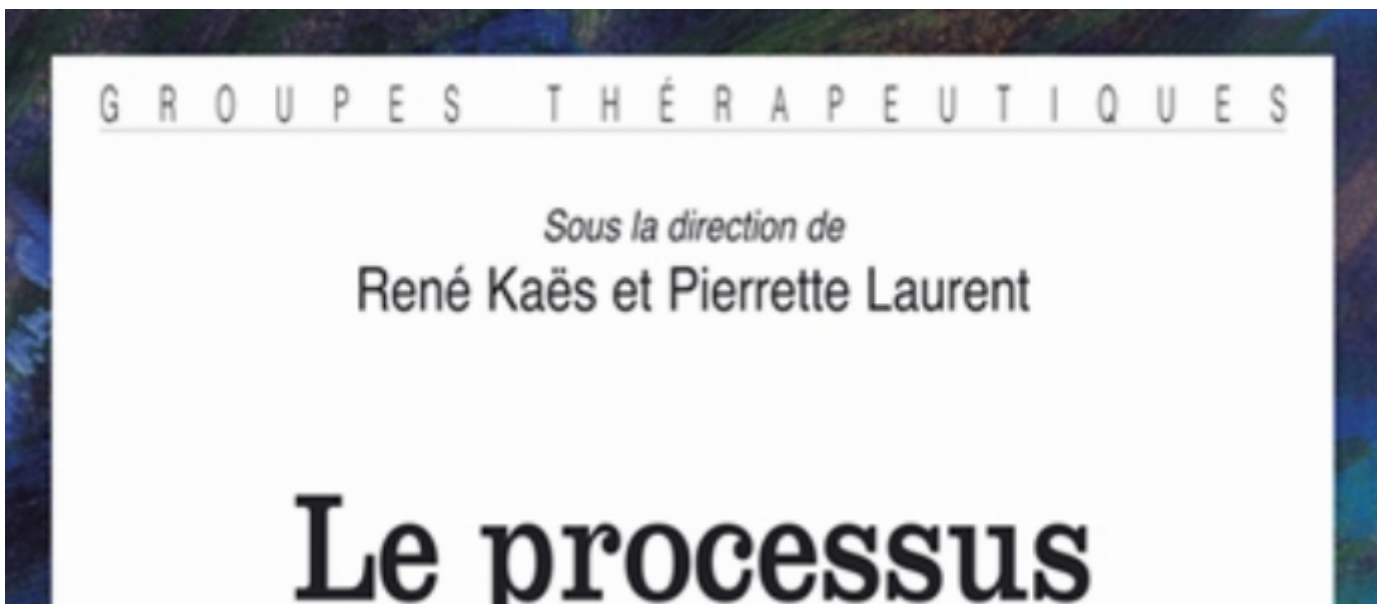 GROUPES THÉRAPEUTIQUES
Sous la direction de
René Kaës et Pierrette Laurent
Le processus